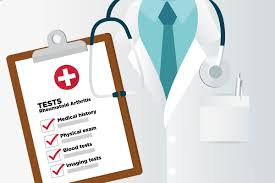 TESTS
Rheumatoid Arthritis
Medical history
Physical exam
Blood tests
Imaging tests